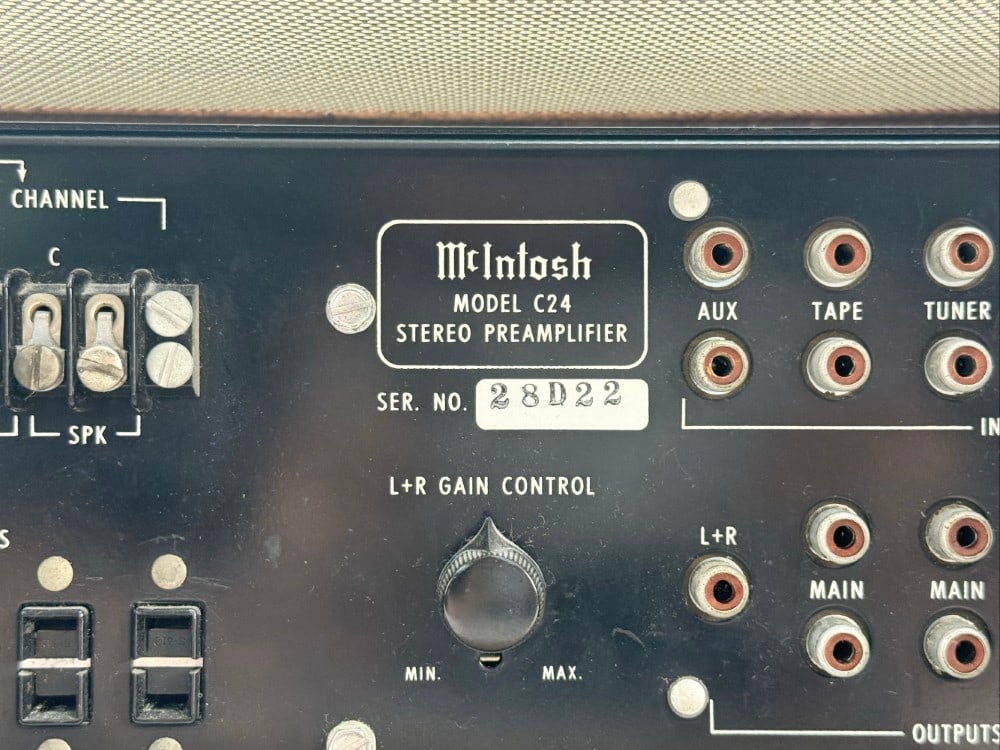 CHANNEL
C
SPK
S
McIntosh
MODEL C24
STEREO PREAMPLIFIER
SER. NO. 28D22
L+R GAIN CONTROL
MIN. MAX.
AUX TAPE TUNER
IN
L+R
MAIN MAIN
OUTPUTS